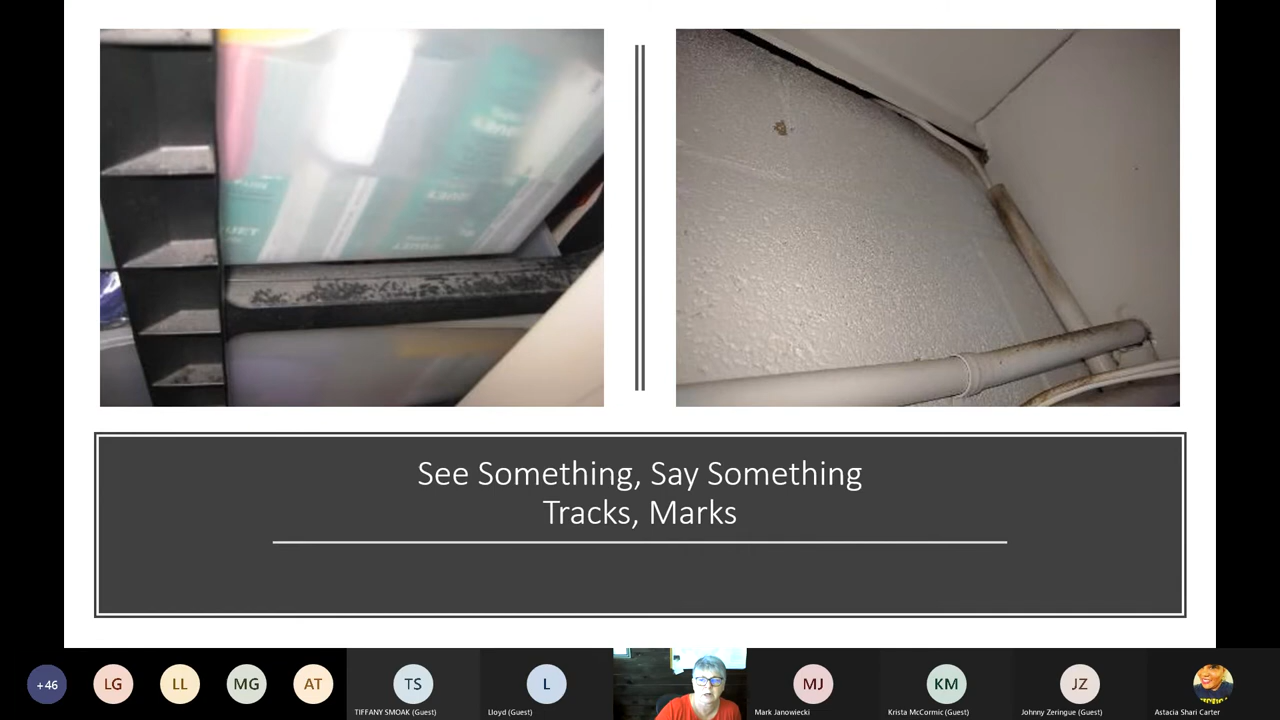 See Something, Say Something
Tracks, Marks
+46
LG
LL
MG
AT
TS
L
MJ
KM
JZ
TIFFANY SMOAK (Guest)
Lloyd (Guest)
Mark Janowiecki
Krista McCormic (Guest)
Johnny Zeringue (Guest)
Astacia Shari Carter